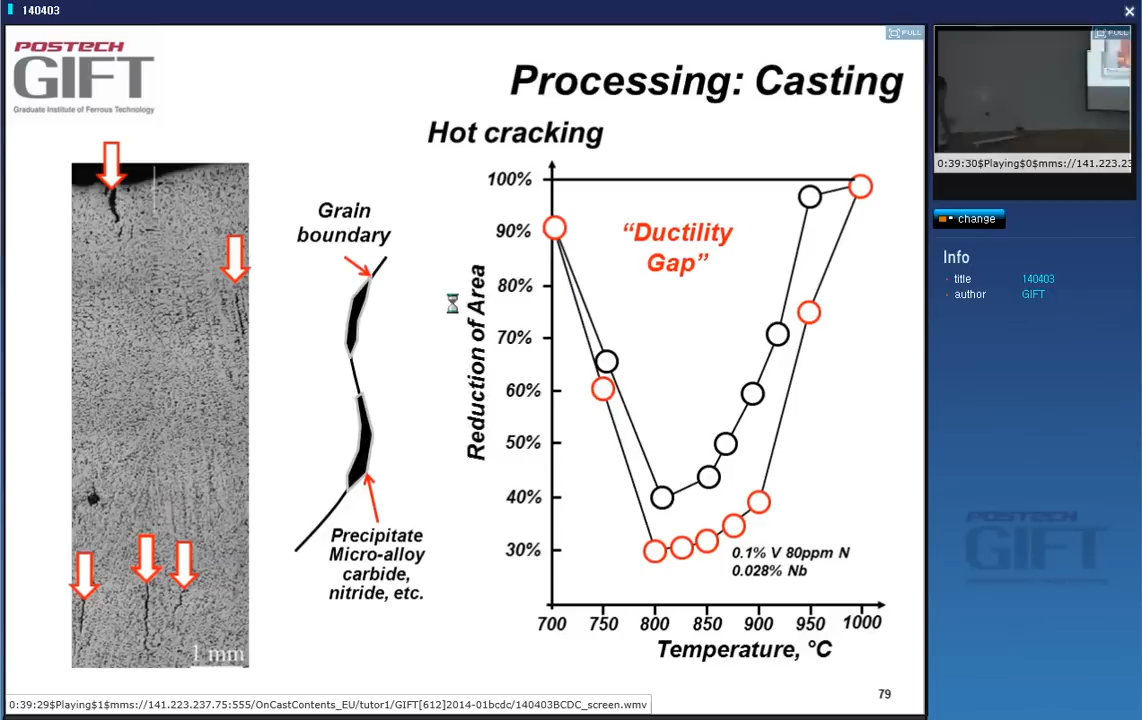 140403
POSTECH
GIFT
Graduate Institute of Ferrous Technology
FULL
Processing: Casting
Hot cracking
Grain
boundary
Precipitate
Micro-alloy
carbide,
nitride, etc.
1 mm
Reduction of Area
100%
90%
80%
70%
60%
50%
40%
30%
“Ductility
Gap”
0.1% V 80ppm N
0.028% Nb
700 750 800 850 900 950 1000
Temperature, °C
79
0:39:29$Playing$1$mms://141.223.237.75:555/OnCastContents_EU/tutor1/GIFT[612]2014-01bcdc/140403BCDC_screen.wmv
FULL
0:39:30$Playing$0$mms://141.223.23
change
Info
title 140403
author GIFT
POSTECH
GIFT